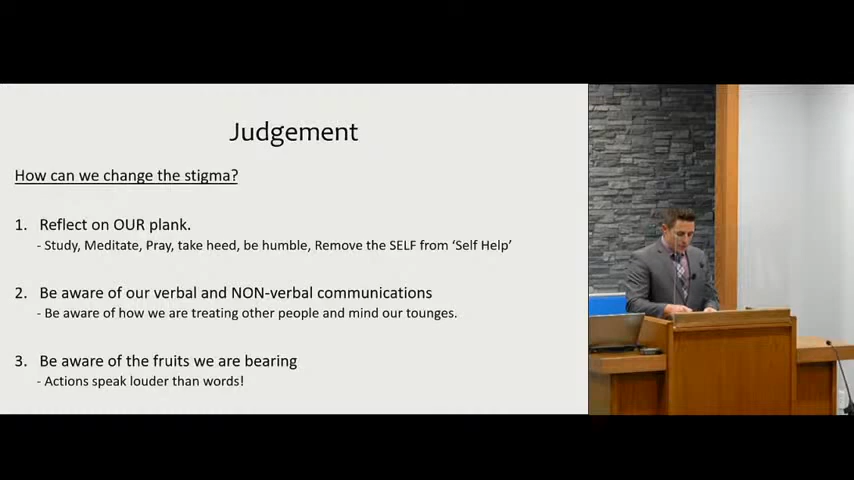 Judgement
How can we change the stigma?
1. Reflect on OUR plank.
- Study, Meditate, Pray, take heed, be humble, Remove the SELF from ‘Self Help’
2. Be aware of our verbal and NON-verbal communications
- Be aware of how we are treating other people and mind our tounges.
3. Be aware of the fruits we are bearing
- Actions speak louder than words!